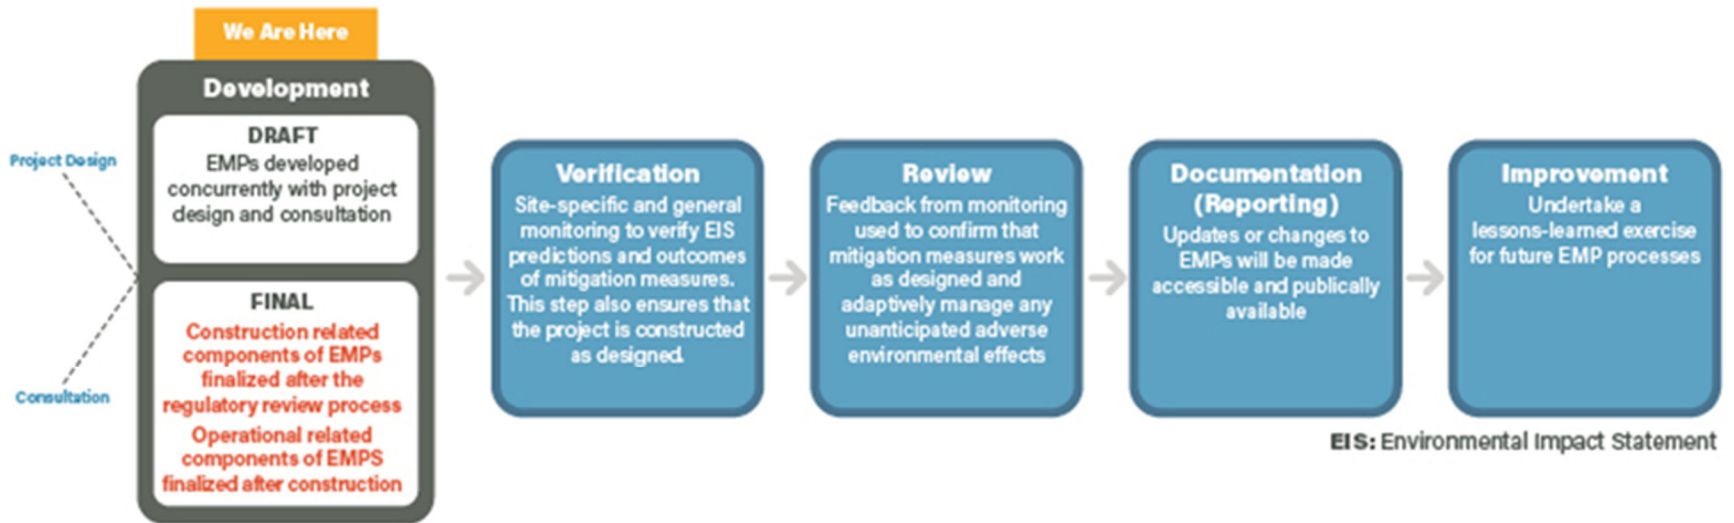 We Are Here
Development
DRAFT
EMPs developed
concurrently with project
design and consultation
Project Design
Consultation
FINAL
Construction related
components of EMPs
finalized after the
regulatory review process
Operational related
components of EMPS
finalized after construction
Verification
Site-specific and general
monitoring to verify EIS
predictions and outcomes
of mitigation measures.
This step also ensures that
the project is constructed
as designed.
Review
Feedback from monitoring
used to confirm that
mitigation measures work
as designed and
adaptively manage any
unanticipated adverse
environmental effects
Documentation
(Reporting)
Updates or changes to
EMPs will be made
accessible and publically
available
Improvement
Undertake a
lessons-learned exercise
for future EMP processes
EIS: Environmental Impact Statement